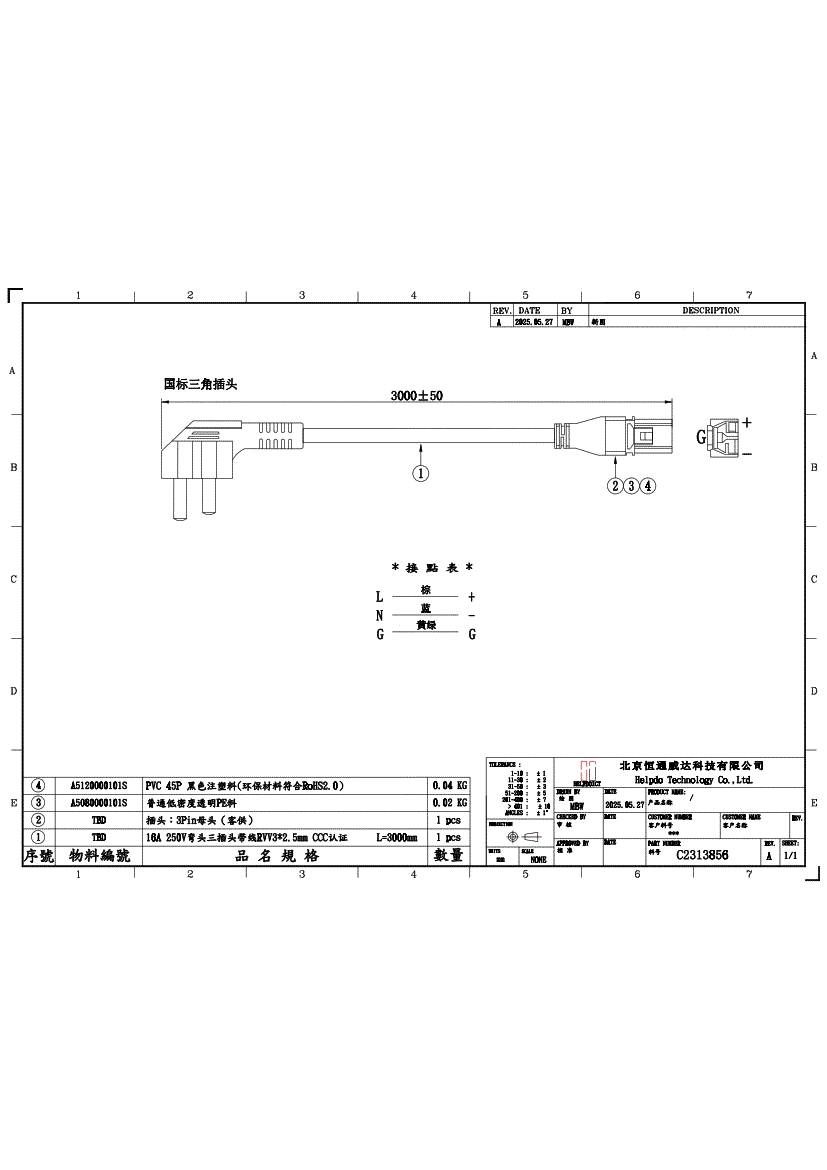 1 2 3 4 5 6 7
REV. DATE BY DESCRIPTION
A 2025.05.27 MBW 新图
A A
国标三角插头
3000±50
G + −
B B
1
2 3 4
* 接 點 表 *
L 棕 +
N 蓝 −
G 黄绿 G
C C
D D
4 A5120000101S PVC 45P 黑色注塑料(环保材料符合RoHS2.0) 0.04 KG
3 A5080000101S 普通低密度透明PE料 0.02 KG
2 TBD 插头：3Pin母头（客供） 1 pcs
1 TBD 16A 250V弯头三插头带线RVV3*2.5mm CCC认证 L=3000mm 1 pcs
序號 物料編號 品 名 規 格 數量
E E
TOLERANCE :
1-10 : ± 1
11-30 : ± 2
31-50 : ± 3
51-200 : ± 5
201-400 : ± 7
> 401 : ± 10
ANGLES : ± 1°
PROJECTION
UNITS mm SCALE NONE
HELPRODUCT
北京恒通威达科技有限公司
Helpdo Technology Co.,Ltd.
DRAWN BY 绘 图 MBW DATE 2025.05.27
PRODUCT NAME: 产品名称 /
CHECKED BY 审 核 DATE
CUSTOMER NUMBER 客户料号 ***
CUSTOMER NAME 客户名称
REV.
APPROVED BY 核 准 DATE
PART NUMBER 料号 C2313856
REV. A SHEET: 1/1
1 2 3 4 5 6 7